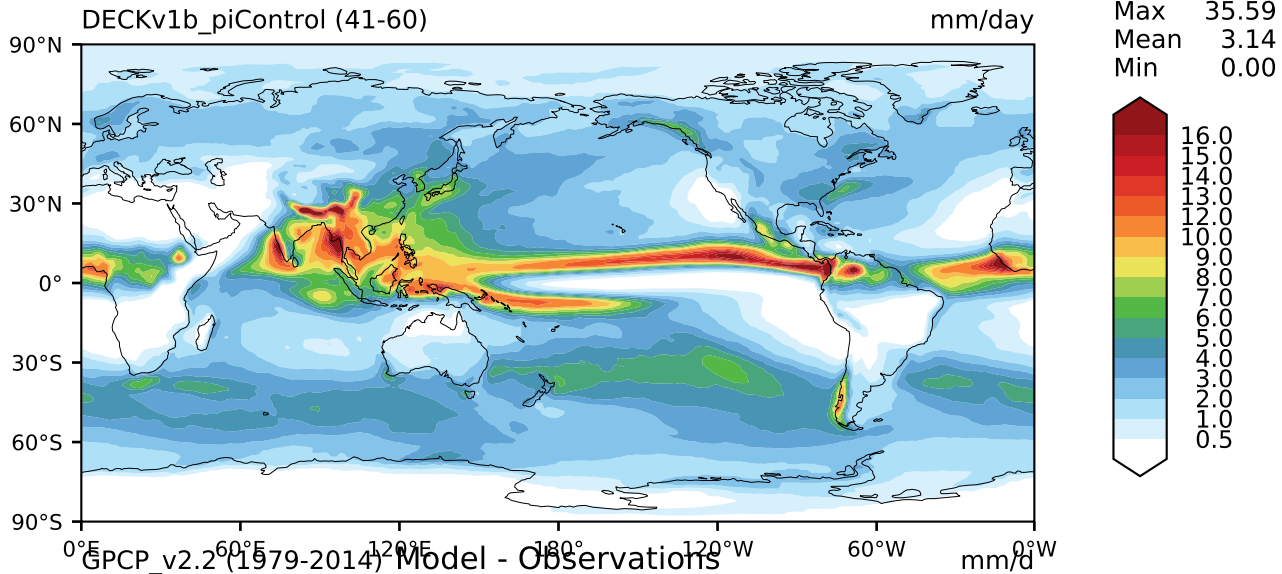 DECKv1b_piControl (41-60) mm/day
Max 35.59
Mean 3.14
Min 0.00
90°N
60°N
30°N
0°
30°S
60°S
90°S
0°E 60°E 120°E 180° 120°W 60°W 0°W
GPCP_v2.2 (1979-2014) Model - Observations mm/d
16.0
15.0
14.0
13.0
12.0
10.0
9.0
8.0
7.0
6.0
5.0
4.0
3.0
2.0
1.0
0.5